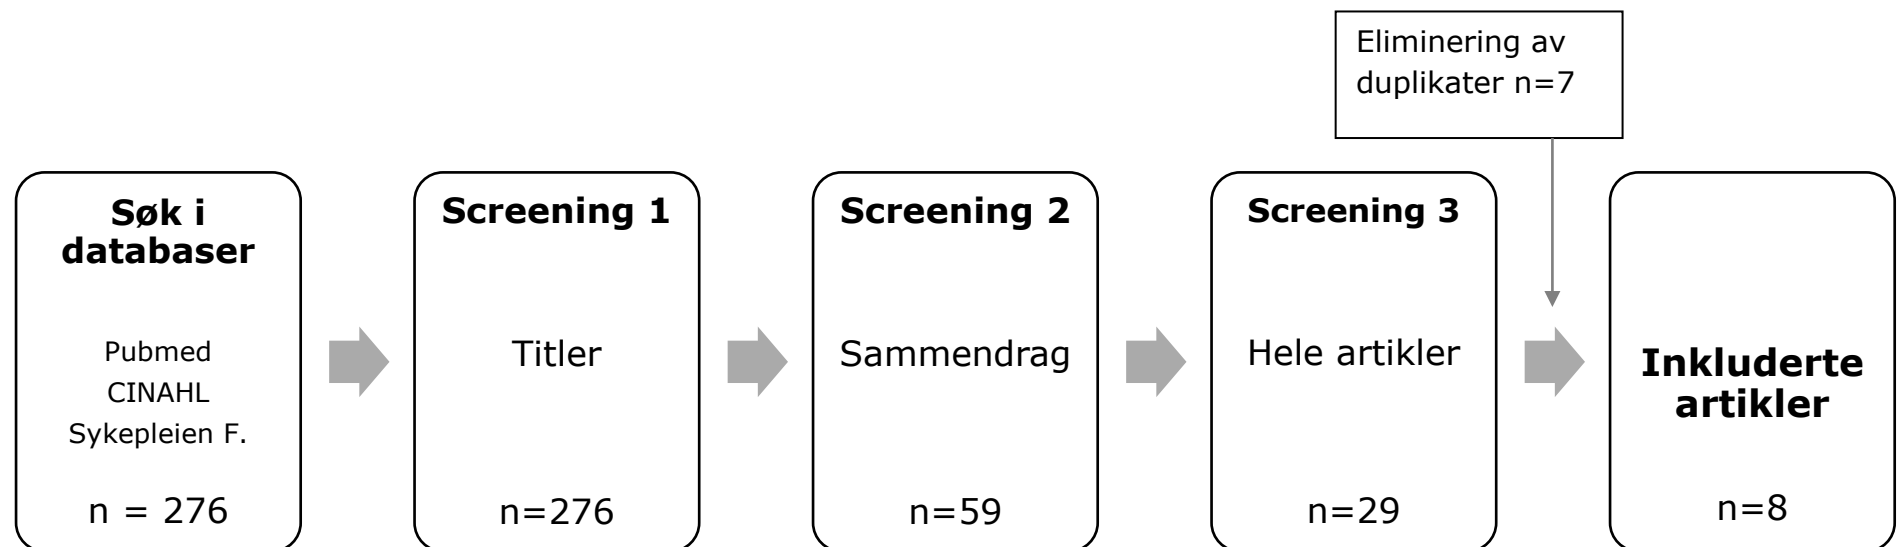 Eliminering av
duplikater n=7
Søk i
databaser
Pubmed
CINAHL
Sykepleien F.
n = 276
Screening 1
Titler
n=276
Screening 2
Sammendrag
n=59
Screening 3
Hele artikler
n=29
Inkluderte
artikler
n=8